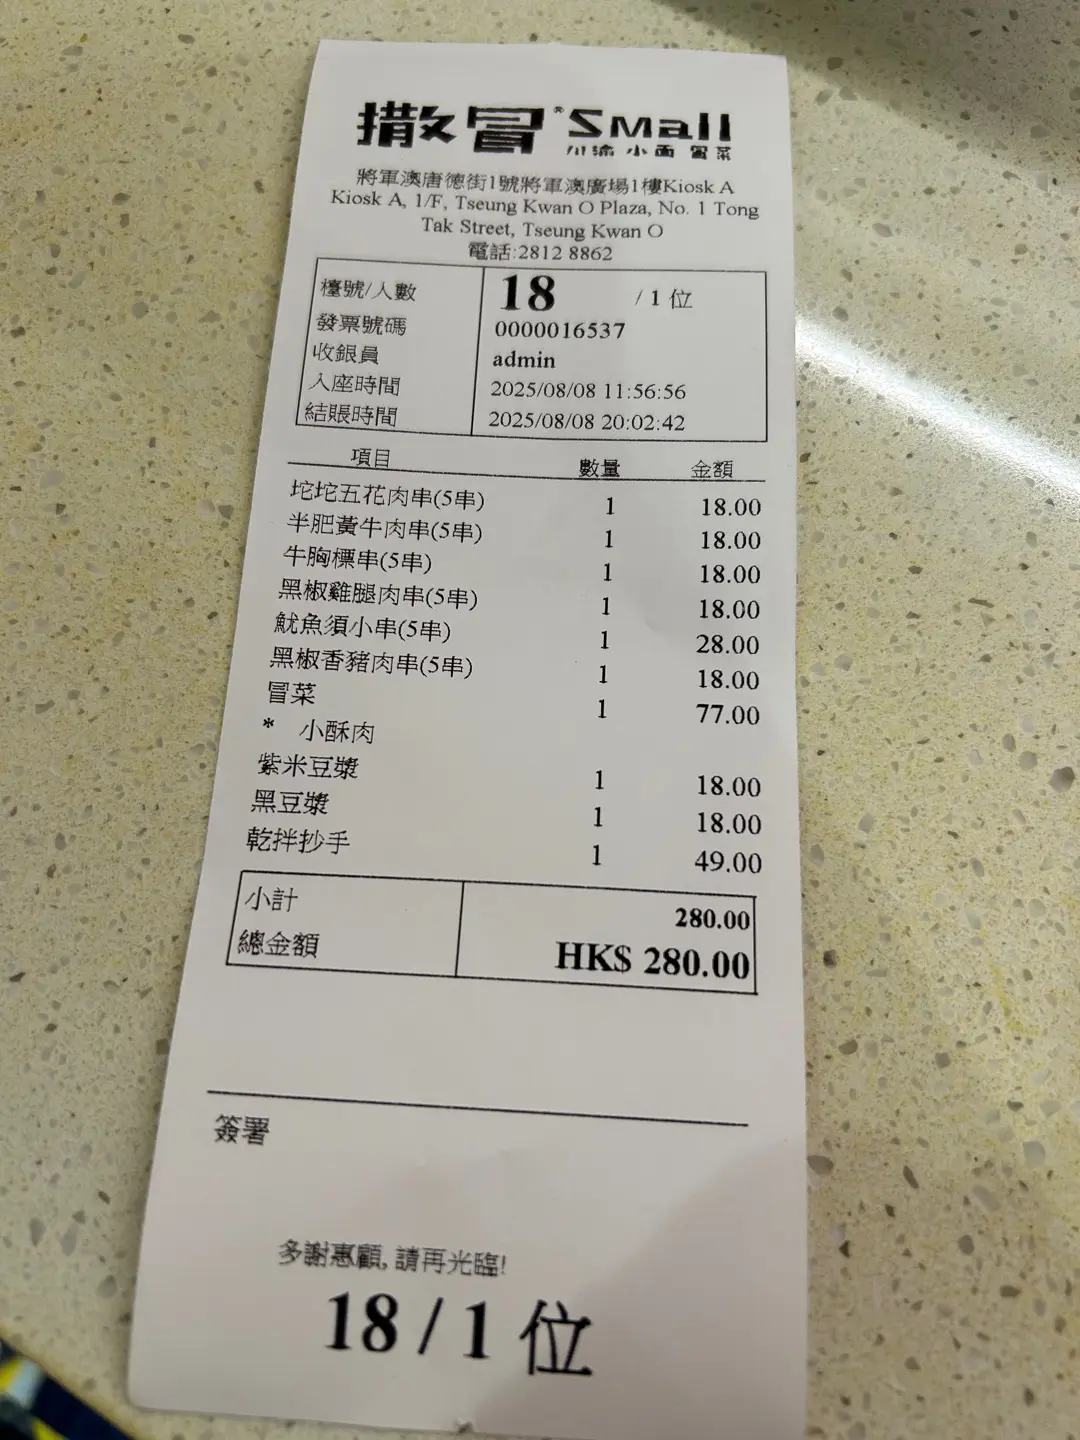 撒冒® Small
川渝 小面 冒菜
將軍澳唐德街1號將軍澳廣場1樓Kiosk A
Kiosk A, 1/F, Tseung Kwan O Plaza, No. 1 Tong
Tak Street, Tseung Kwan O
電話:2812 8862
檯號/人數 18 / 1 位
發票號碼 0000016537
收銀員 admin
入座時間 2025/08/08 11:56:56
結賬時間 2025/08/08 20:02:42
項目 數量 金額
坨坨五花肉串(5串) 1 18.00
半肥黃牛肉串(5串) 1 18.00
牛胸檦串(5串) 1 18.00
黑椒雞腿肉串(5串) 1 18.00
魷魚須小串(5串) 1 28.00
黑椒香豬肉串(5串) 1 18.00
冒菜 1 77.00
* 小酥肉
紫米豆漿 1 18.00
黑豆漿 1 18.00
乾拌抄手 1 49.00
小計 280.00
總金額 HK$ 280.00
簽署
多謝惠顧, 請再光臨!
18 / 1 位